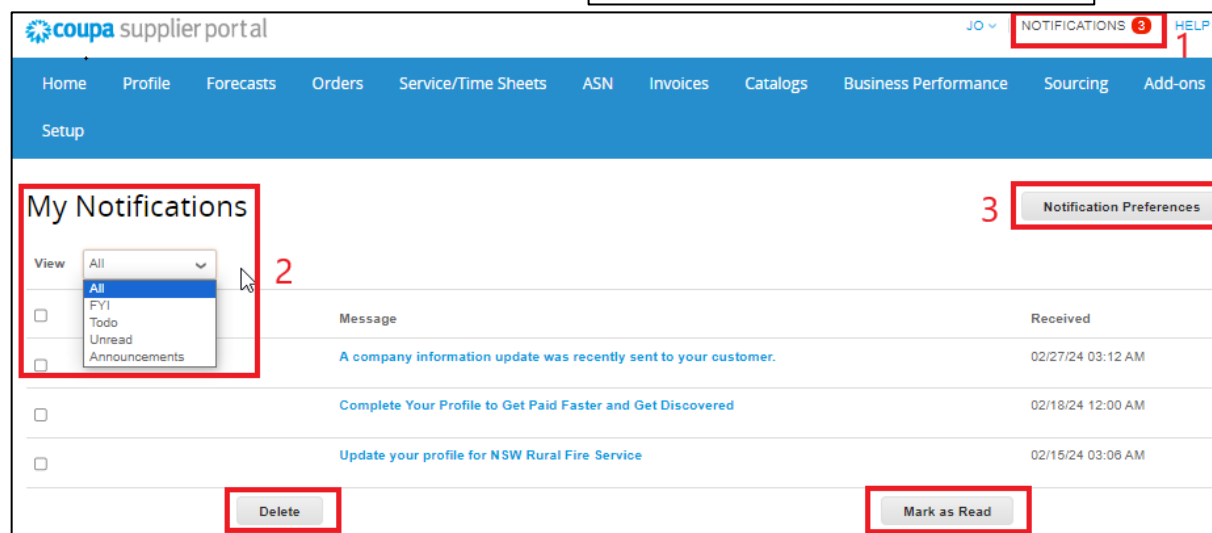 coupa supplier portal JO NOTIFICATIONS 3 HELP
1
Home Profile Forecasts Orders Service/Time Sheets ASN Invoices Catalogs Business Performance Sourcing Add-ons
Setup
My Notifications 3 Notification Preferences
View All 2
All
FYI
Todo
Unread
Announcements
Message Received
A company information update was recently sent to your customer. 02/27/24 03:12 AM
Complete Your Profile to Get Paid Faster and Get Discovered 02/18/24 12:00 AM
Update your profile for NSW Rural Fire Service 02/15/24 03:06 AM
Delete Mark as Read